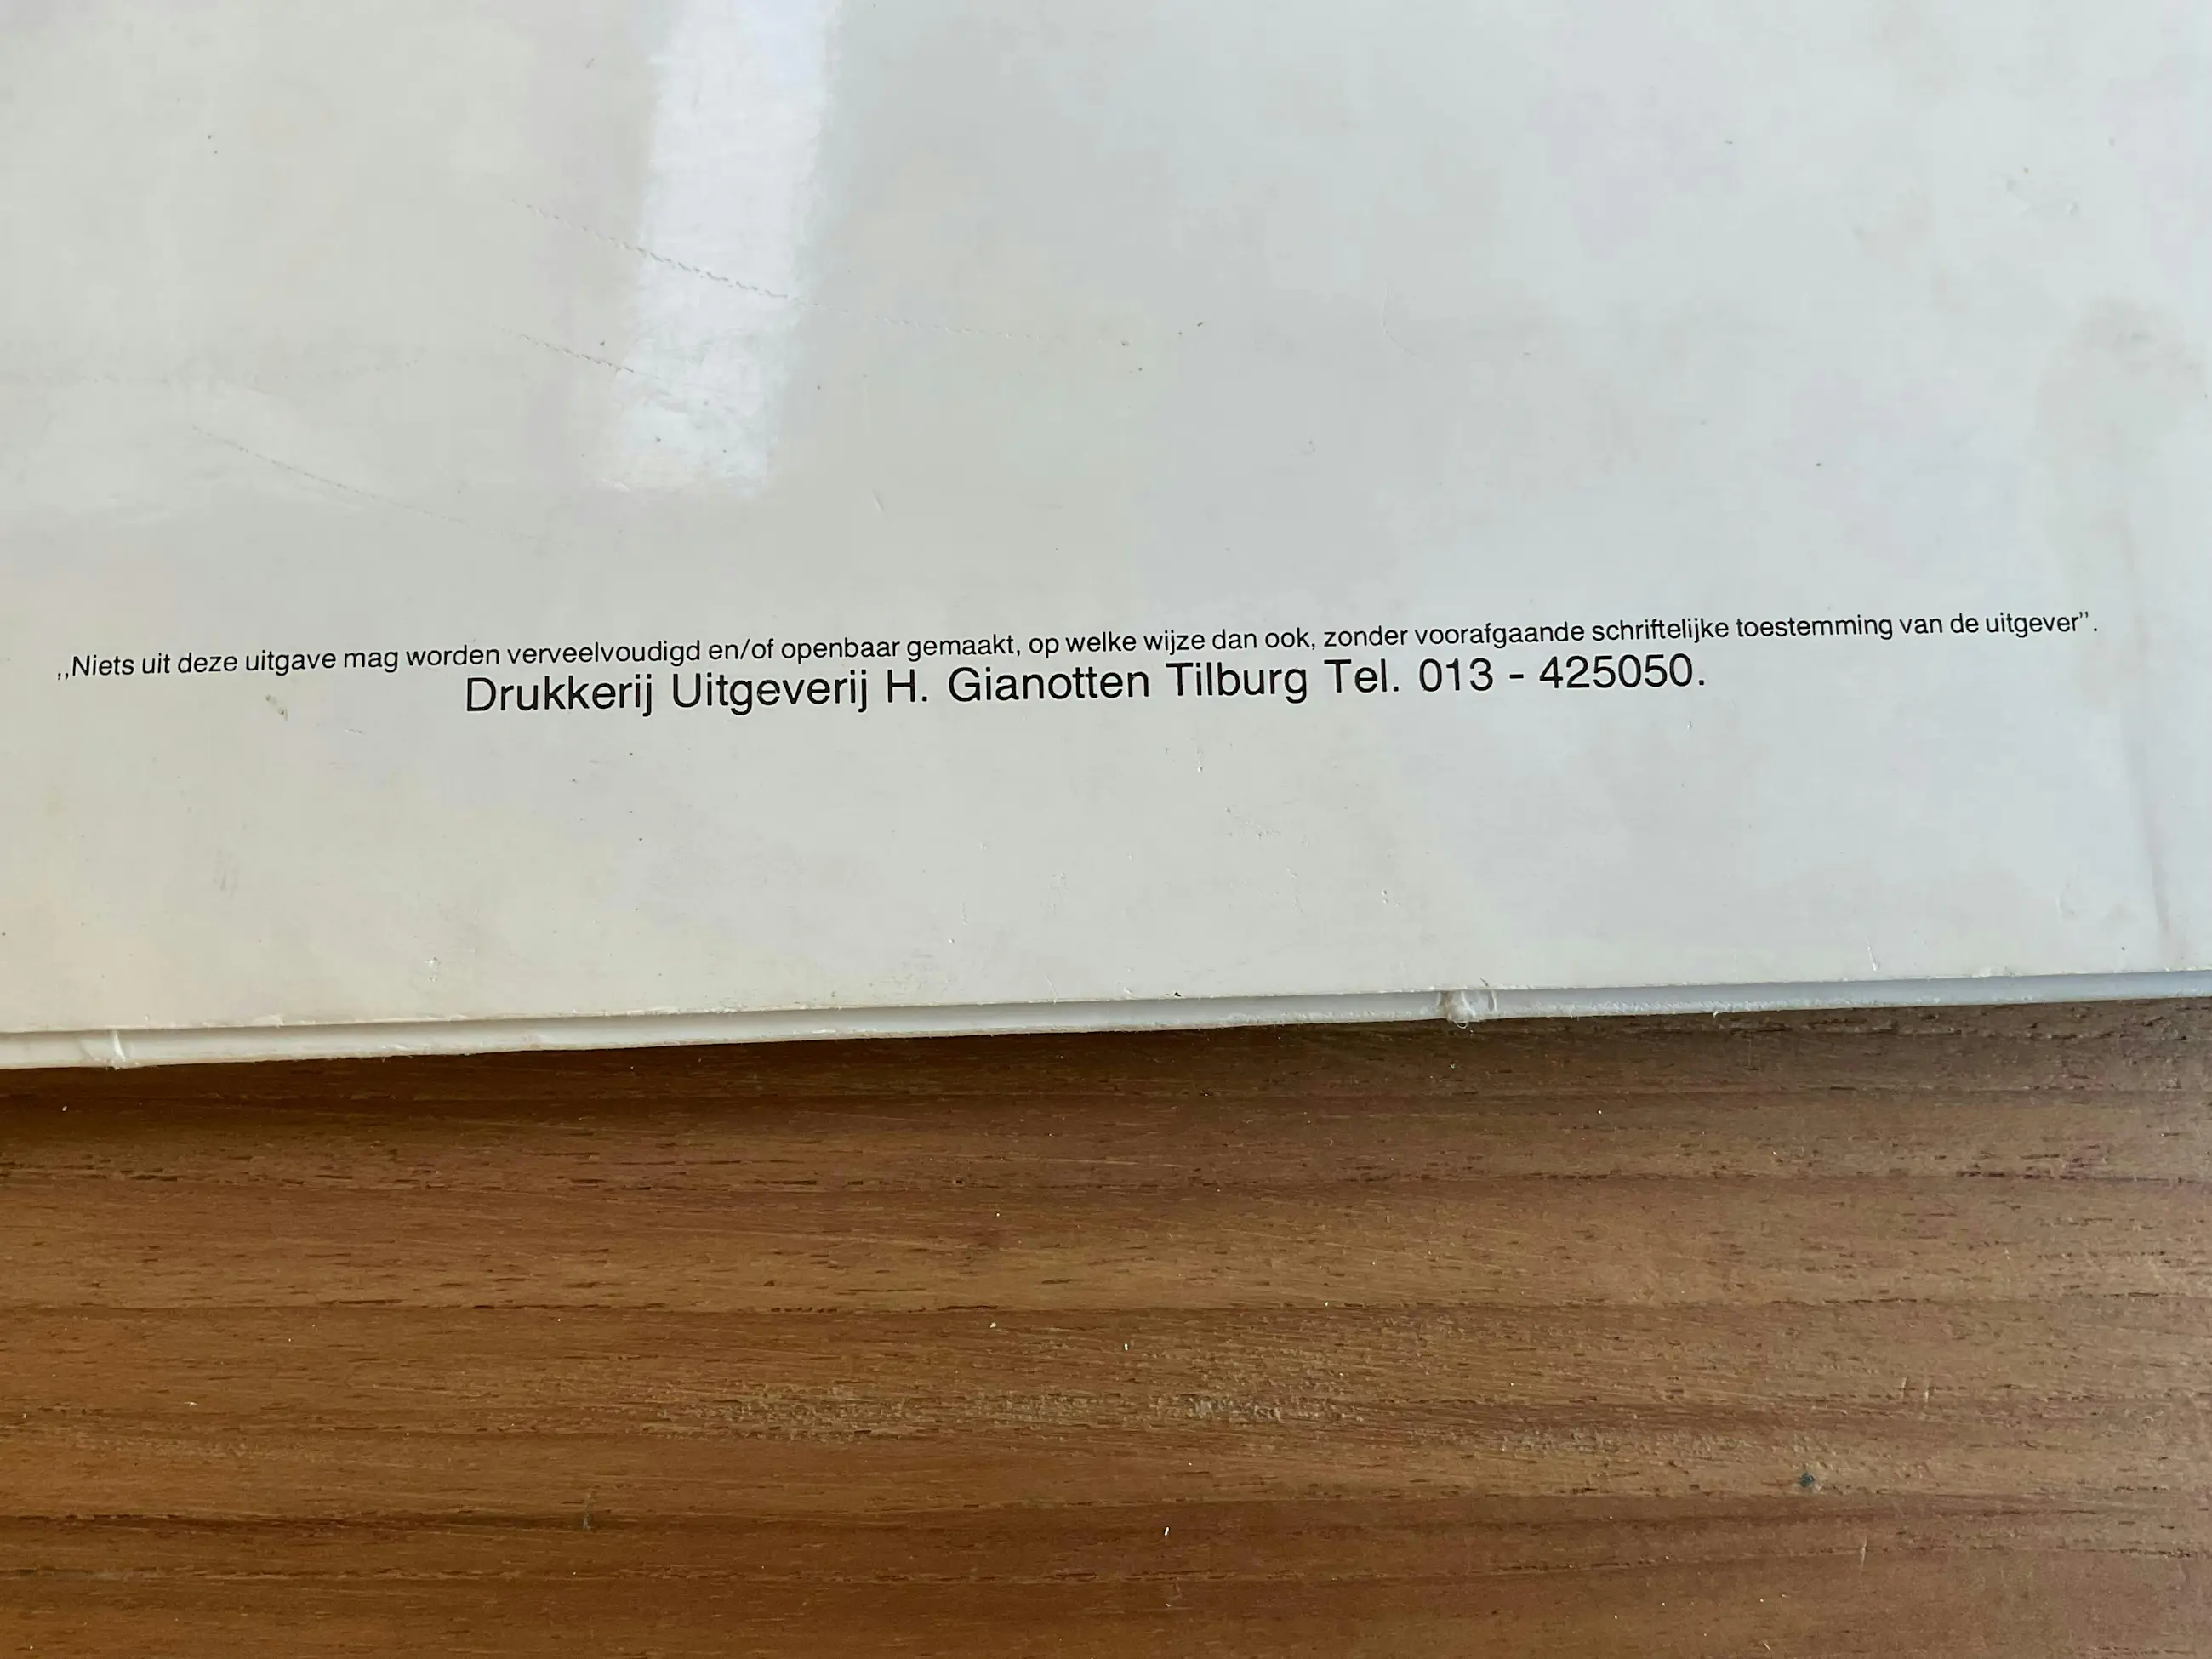 ,,Niets uit deze uitgave mag worden verveelvoudigd en/of openbaar gemaakt, op welke wijze dan ook, zonder voorafgaande schriftelijke toestemming van de uitgever”.
Drukkerij Uitgeverij H. Gianotten Tilburg Tel. 013 - 425050.